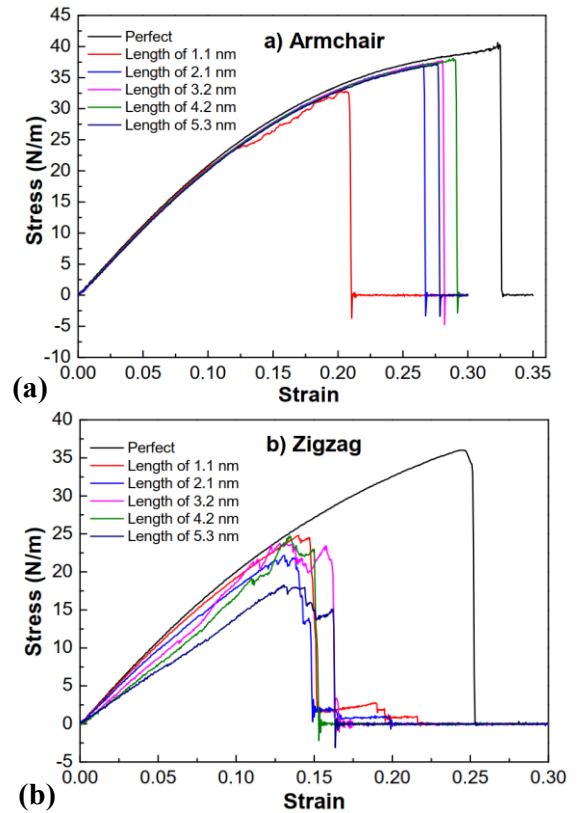 45
40
35
30
25
20
15
10
5
0
-5
-10
Stress (N/m)
a) Armchair
Perfect
Length of 1.1 nm
Length of 2.1 nm
Length of 3.2 nm
Length of 4.2 nm
Length of 5.3 nm
0.00 0.05 0.10 0.15 0.20 0.25 0.30 0.35
Strain
(a)
40
35
30
25
20
15
10
5
0
-5
Stress (N/m)
b) Zigzag
Perfect
Length of 1.1 nm
Length of 2.1 nm
Length of 3.2 nm
Length of 4.2 nm
Length of 5.3 nm
0.00 0.05 0.10 0.15 0.20 0.25 0.30
Strain
(b)